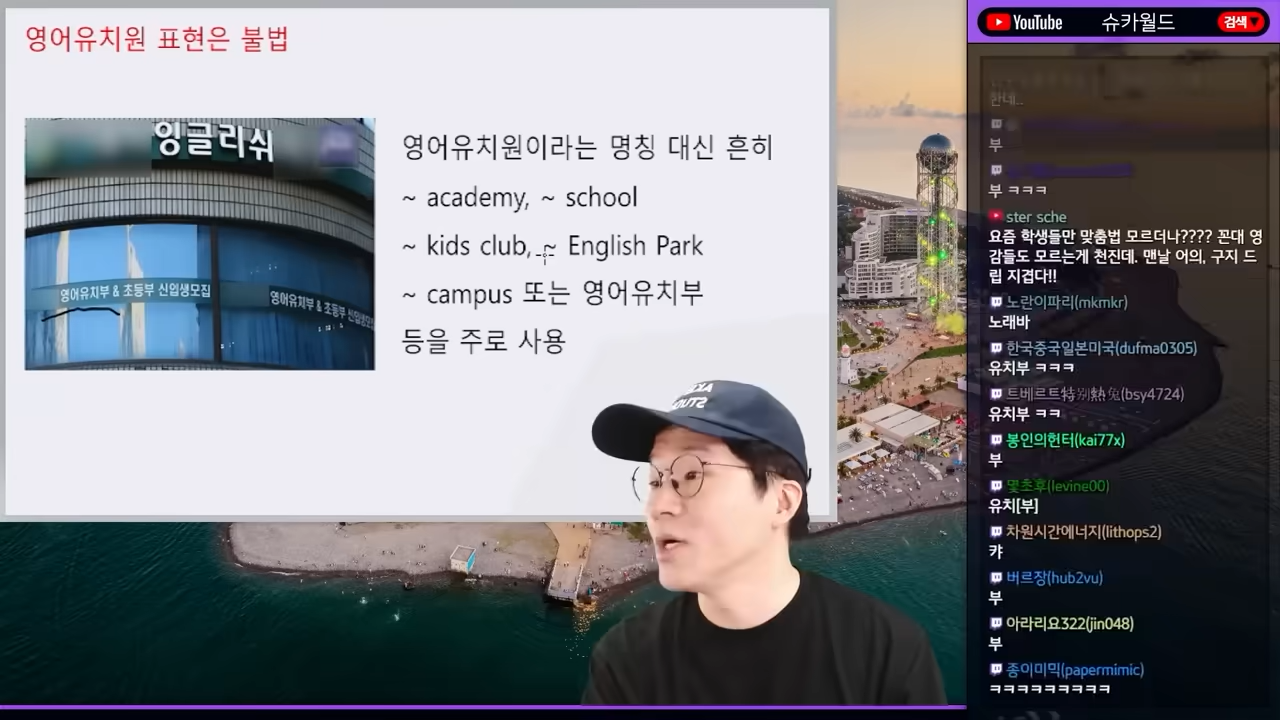 영어유치원 표현은 불법
잉글리쉬
영어유치부 & 초등부 신입생모집
영어유치부 & 초등부 신입생모집
영어유치원이라는 명칭 대신 흔히
~ academy, ~ school
~ kids club, ~ English Park
~ campus 또는 영어유치부
등을 주로 사용
YouTube 슈카월드 검색
한네..
부
부 ㅋㅋㅋ
ster sche
요즘 학생들만 맞춤법 모르더나???? 꼰대 영
감들도 모르는게 천진데. 맨날 어의, 구지 드
립 지겹다!!
노란이파리(mkmkr)
노래바
한국중국일본미국(dufma0305)
유치부 ㅋㅋㅋ
트베르트特別熱兔(bsy4724)
유치부 ㅋㅋ
봉인의헌터(kai77x)
부
몇초후(levine00)
유치[부]
차원시간에너지(lithops2)
캬
버르장(hub2vu)
부
아라리요322(jin048)
부
종이미믹(papermimic)
ㅋㅋㅋㅋㅋㅋㅋㅋㅋ